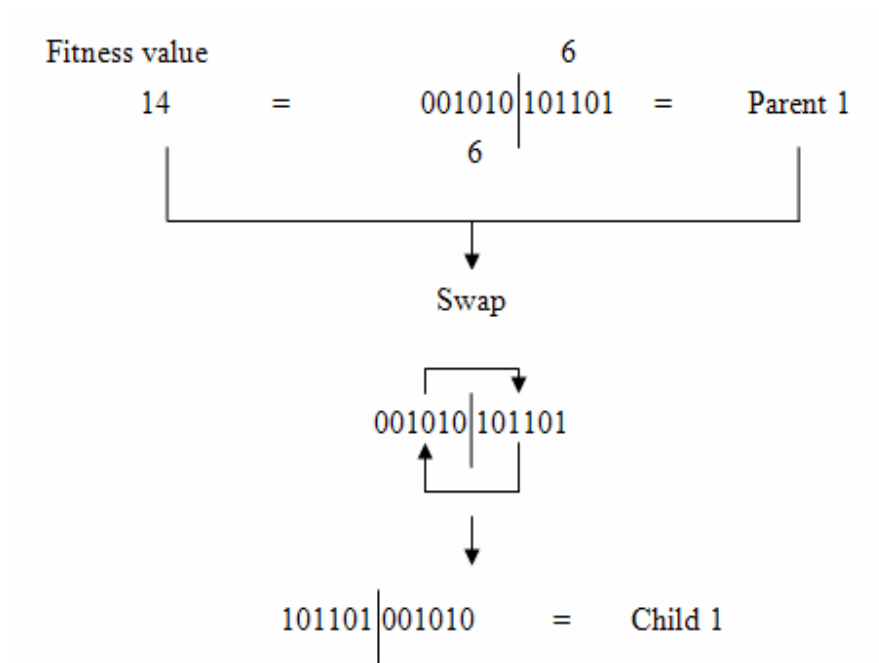 Fitness value
6
14 = 001010 101101 = Parent 1
6
Swap
001010 101101
101101 001010 = Child 1